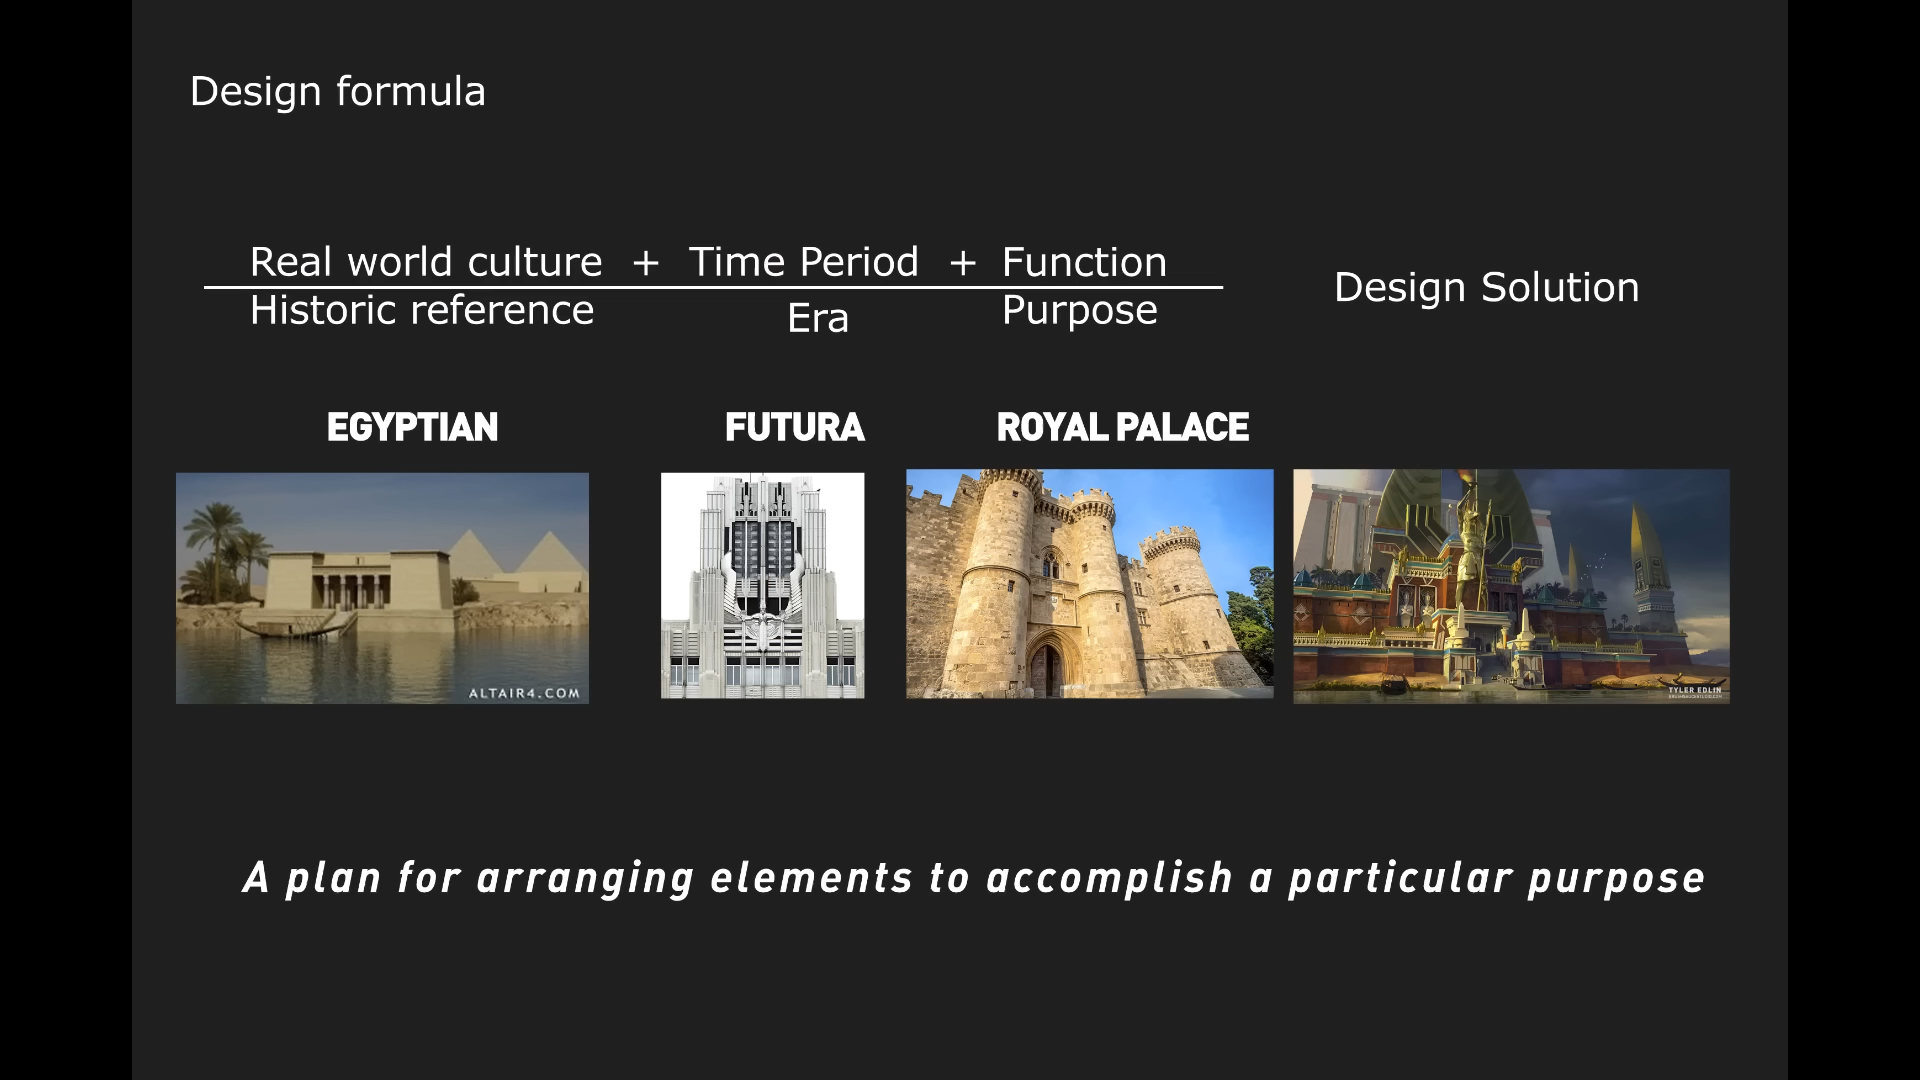 Design formula
Real world culture + Time Period + Function
Historic reference Era Purpose
Design Solution
EGYPTIAN FUTURA ROYAL PALACE
ALTAIR4.COM
TYLER EDLIN
A plan for arranging elements to accomplish a particular purpose